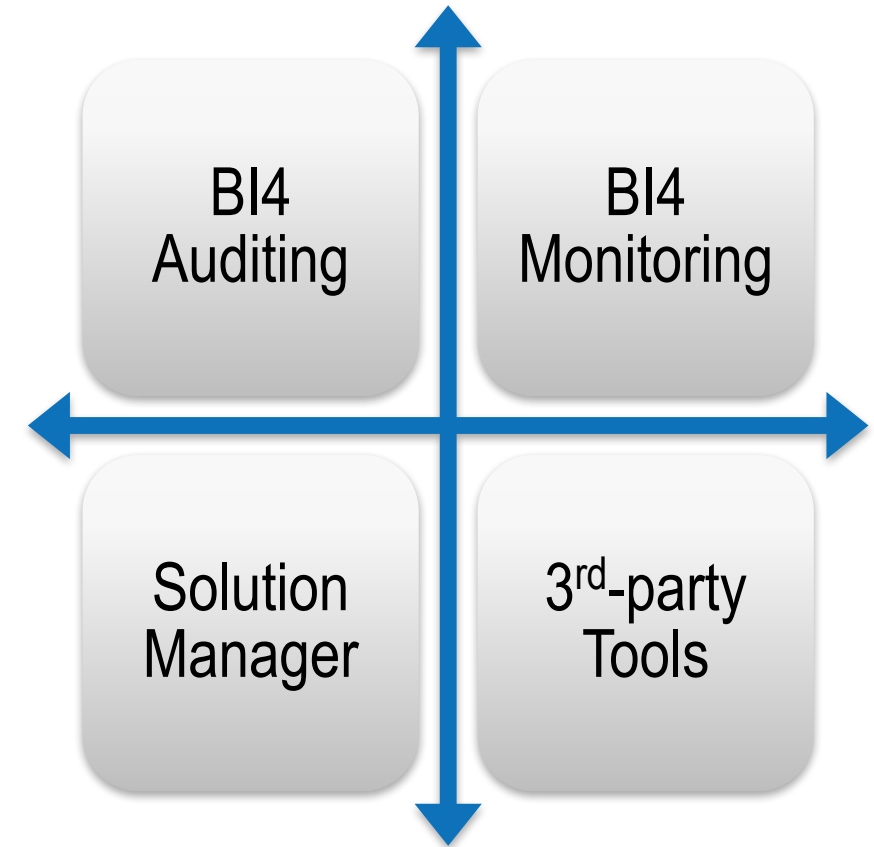 BI4
Auditing
BI4
Monitoring
Solution
Manager
3rd-party
Tools